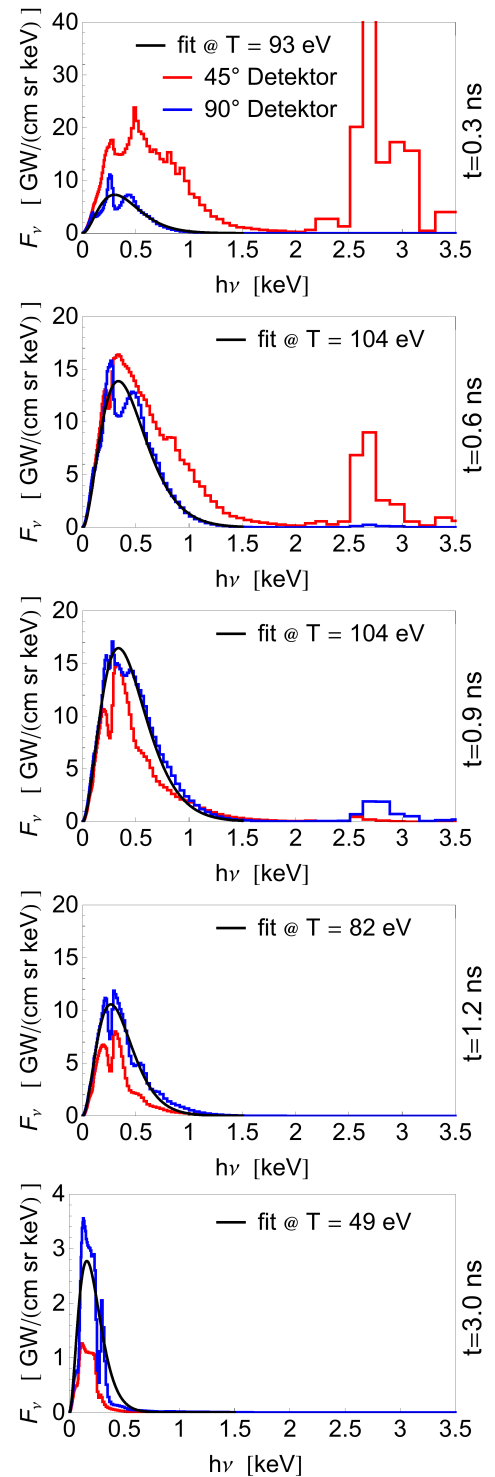 fit @ T = 93 eV
45° Detektor
90° Detektor
40
30
20
10
0
0 0.5 1 1.5 2 2.5 3 3.5
Fν [ GW/(cm sr keV) ]
hν [keV]
t=0.3 ns
fit @ T = 104 eV
20
15
10
5
0
0 0.5 1 1.5 2 2.5 3 3.5
Fν [ GW/(cm sr keV) ]
hν [keV]
t=0.6 ns
fit @ T = 104 eV
20
15
10
5
0
0 0.5 1 1.5 2 2.5 3 3.5
Fν [ GW/(cm sr keV) ]
hν [keV]
t=0.9 ns
fit @ T = 82 eV
20
15
10
5
0
0 0.5 1 1.5 2 2.5 3 3.5
Fν [ GW/(cm sr keV) ]
hν [keV]
t=1.2 ns
fit @ T = 49 eV
4
3
2
1
0
0 0.5 1 1.5 2 2.5 3 3.5
Fν [ GW/(cm sr keV) ]
hν [keV]
t=3.0 ns